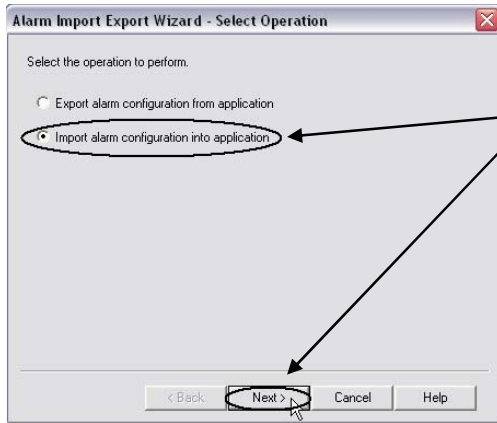 Alarm Import Export Wizard - Select Operation
Select the operation to perform.
Export alarm configuration from application
Import alarm configuration into application
< Back Next > Cancel Help